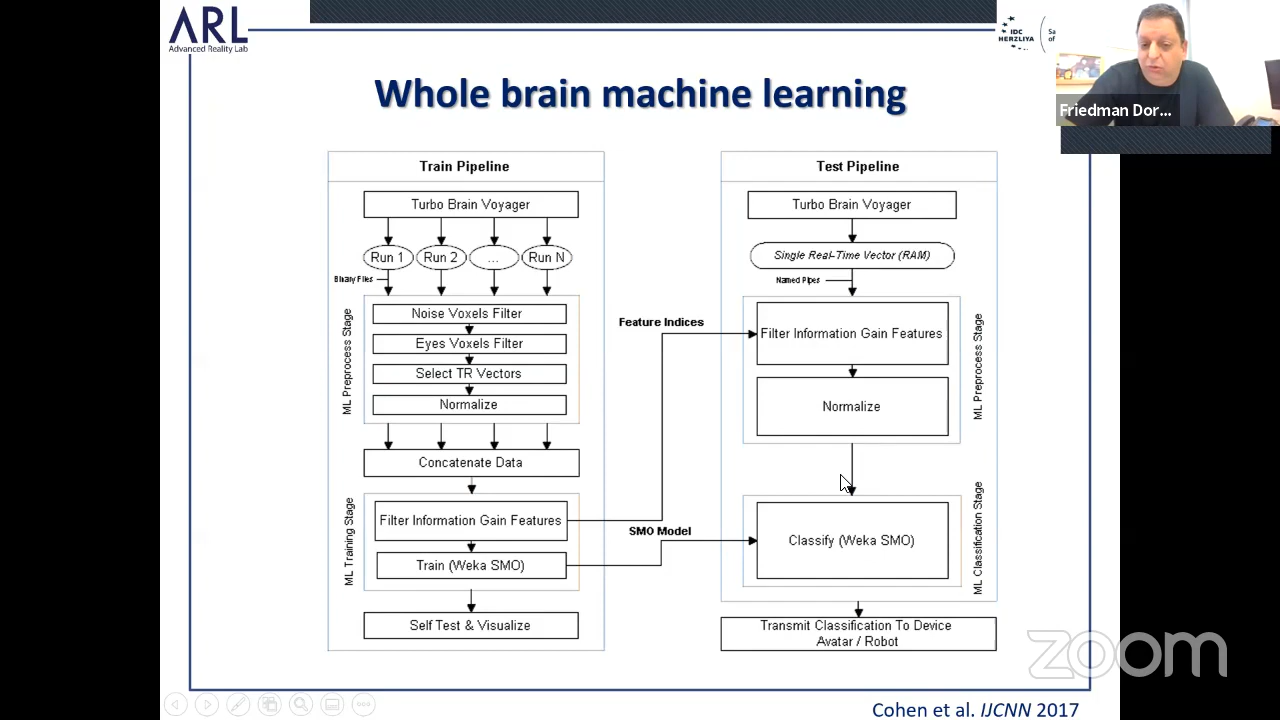 ARL
Advanced Reality Lab
IDC
HERZLIYA
Sa
of
Friedman Dor...
Whole brain machine learning
Train Pipeline
Turbo Brain Voyager
Run 1
Run 2
...
Run N
Binary Files
ML Preprocess Stage
Noise Voxels Filter
Eyes Voxels Filter
Select TR Vectors
Normalize
Concatenate Data
ML Training Stage
Filter Information Gain Features
Train (Weka SMO)
Self Test & Visualize
Feature Indices
SMO Model
Test Pipeline
Turbo Brain Voyager
Single Real-Time Vector (RAM)
Named Pipes
Filter Information Gain Features
Normalize
ML Preprocess Stage
Classify (Weka SMO)
ML Classification Stage
Transmit Classification To Device
Avatar / Robot
zoom
Cohen et al. IJCNN 2017